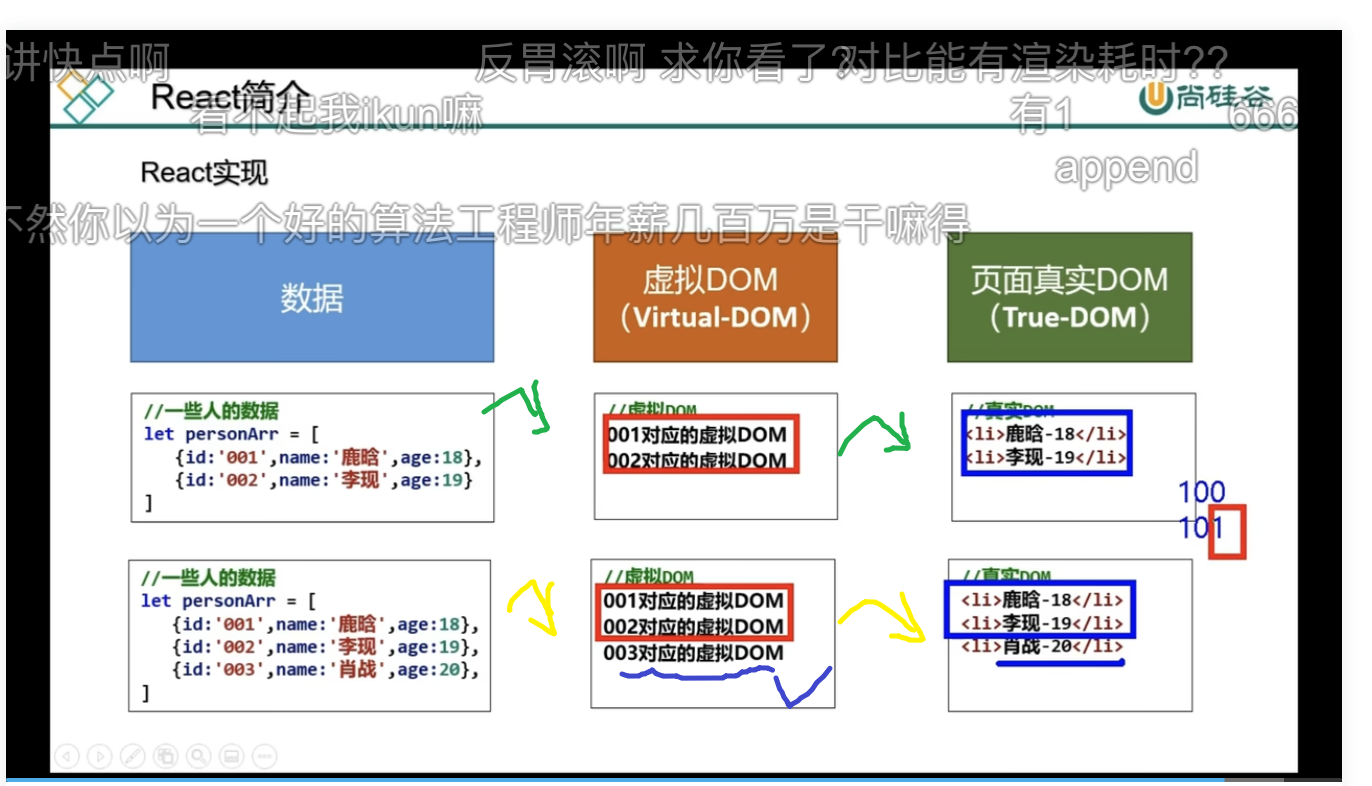 讲快点啊
反胃滚啊 求你看了?
对比能有渲染耗时??
React简介
看不起我ikun嘛
有1
尚硅谷
666
React实现
append
不然你以为一个好的算法工程师年薪几百万是干嘛得
数据
虚拟DOM
（Virtual-DOM）
页面真实DOM
（True-DOM）
//一些人的数据
let personArr = [
{id:'001',name:'鹿晗',age:18},
{id:'002',name:'李现',age:19}
]
//虚拟DOM
001对应的虚拟DOM
002对应的虚拟DOM
//真实DOM
<li>鹿晗-18</li>
<li>李现-19</li>
100
101
//一些人的数据
let personArr = [
{id:'001',name:'鹿晗',age:18},
{id:'002',name:'李现',age:19},
{id:'003',name:'肖战',age:20},
]
//虚拟DOM
001对应的虚拟DOM
002对应的虚拟DOM
003对应的虚拟DOM
//真实DOM
<li>鹿晗-18</li>
<li>李现-19</li>
<li>肖战-20</li>